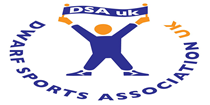 DSA uk
DWARF SPORTS ASSOCIATION UK